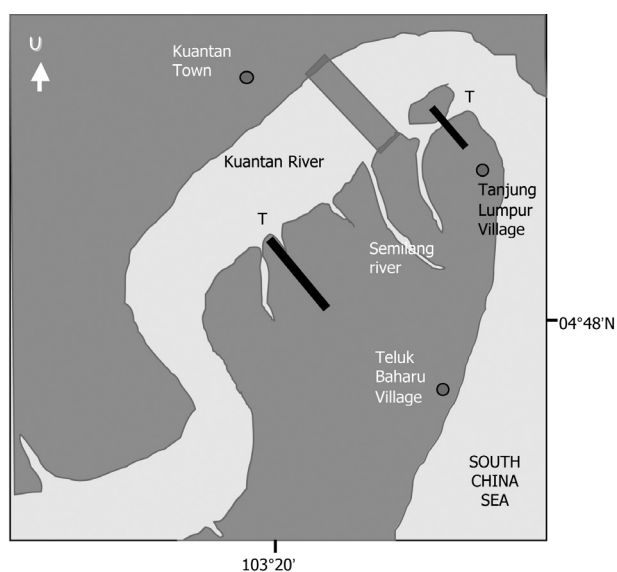 U
Kuantan
Town
T
Kuantan River
Tanjung
Lumpur
Village
T
Semilang
river
04°48'N
Teluk
Baharu
Village
SOUTH
CHINA
SEA
103°20'